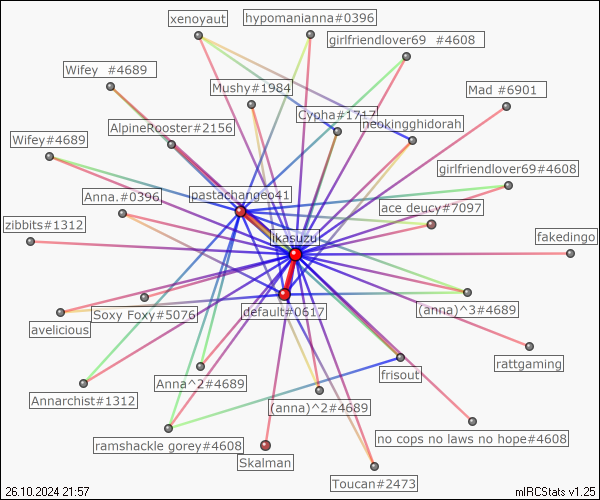 xenoyaut
hypomanianna#0396
girlfriendlover69 #4608
Wifey #4689
Mushy#1984
Mad #6901
Cypha#1717
AlpineRooster#2156
neokingghidorah
Wifey#4689
girlfriendlover69#4608
pastachangeo41
Anna.#0396
ace deucy#7097
zibbits#1312
ikasuzu
fakedingo
Soxy Foxy#5076
default#0617
(anna)^3#4689
avelicious
rattgaming
Anna^2#4689
frisout
Annarchist#1312
(anna)^2#4689
ramshackle gorey#4608
no cops no laws no hope#4608
Skalman
Toucan#2473
26.10.2024 21:57
mIRCStats v1.25